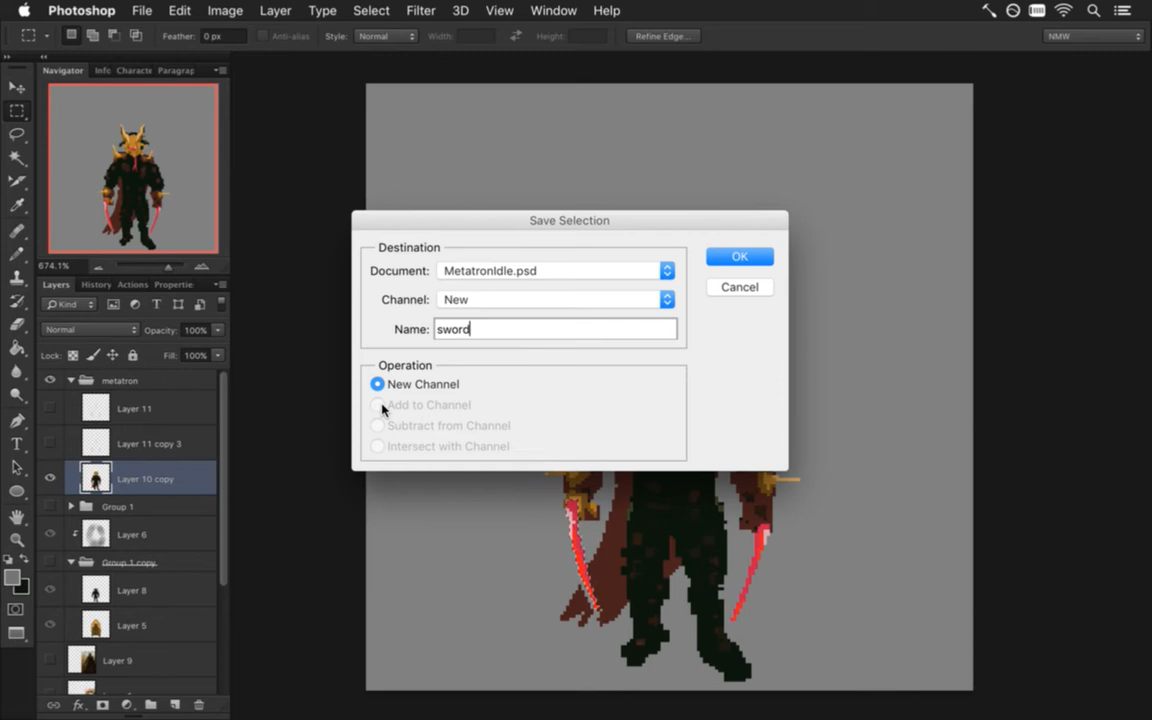 Photoshop File Edit Image Layer Type Select Filter 3D View Window Help
Feather: 0 px Anti-alias Style: Normal Width: Height: Refine Edge... NMW
Navigator Info Characte Paragrap
674.1%
Layers History Actions Propertie
Kind
Normal Opacity: 100%
Lock: Fill: 100%
metatron
Layer 11
Layer 11 copy 3
Layer 10 copy
Group 1
Layer 6
Group 1 copy
Layer 8
Layer 5
Layer 9
Save Selection
Destination
Document: MetatronIdle.psd
Channel: New
Name: sword
OK
Cancel
Operation
New Channel
Add to Channel
Subtract from Channel
Intersect with Channel